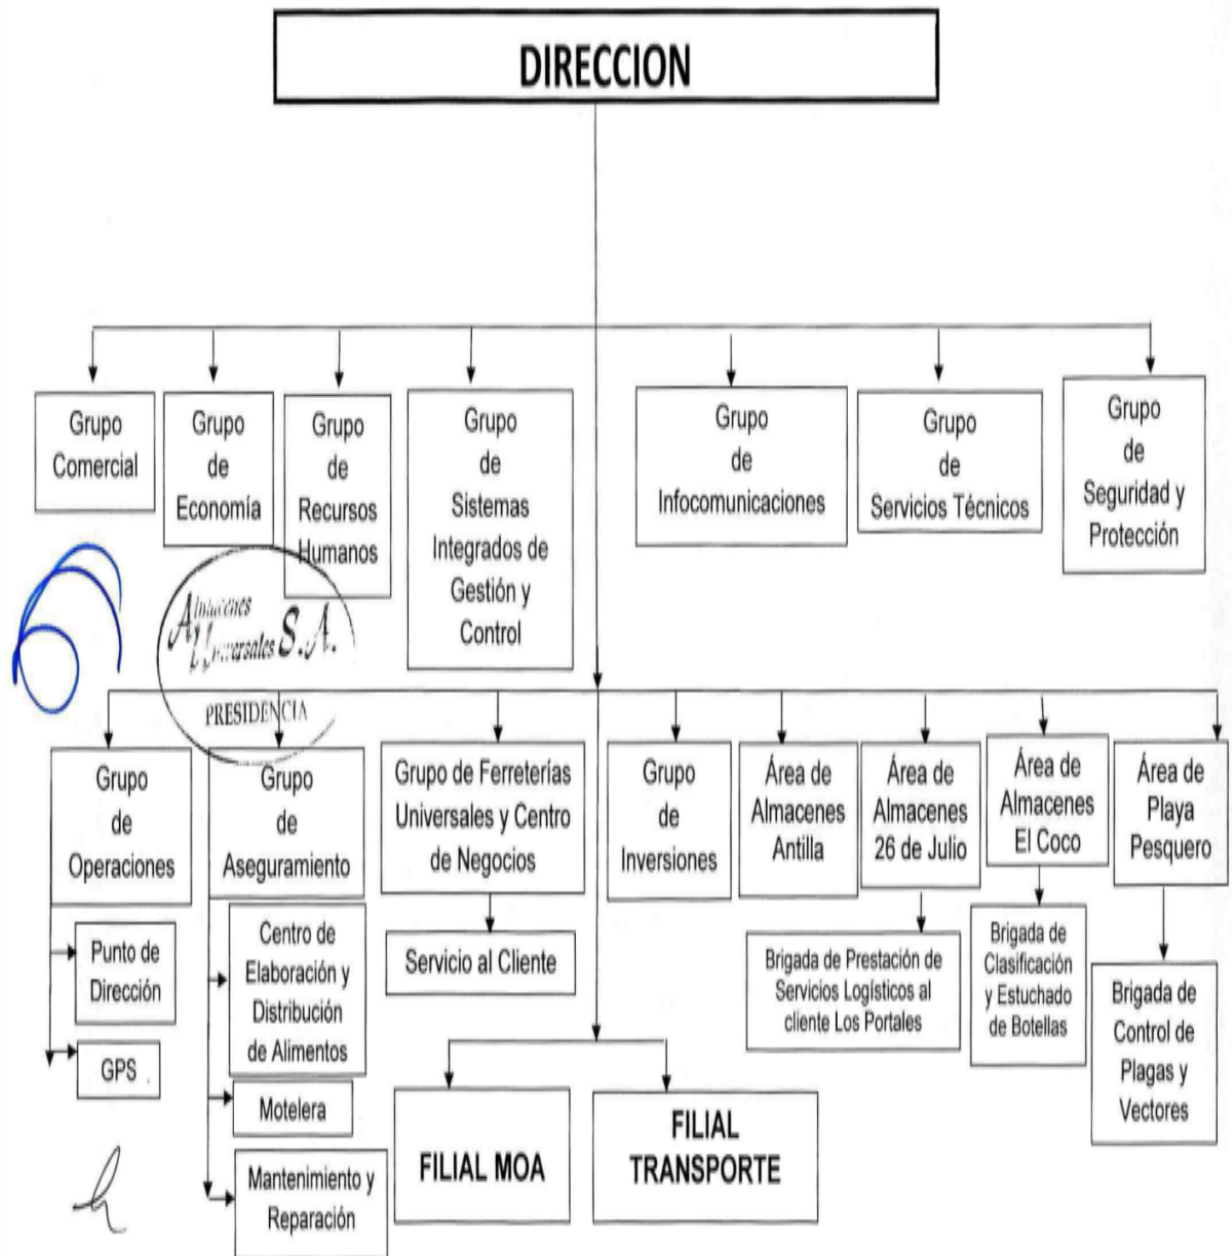 DIRECCION
Grupo
Comercial
Grupo
de
Economía
Grupo
de
Recursos
Humanos
Grupo
de
Sistemas
Integrados de
Gestión y
Control
Grupo
de
Infocomunicaciones
Grupo
de
Servicios Técnicos
Grupo
de
Seguridad y
Protección
Almacenes
Universales S.A.
PRESIDENCIA
Grupo
de
Operaciones
Grupo
de
Aseguramiento
Grupo de Ferreterías
Universales y Centro
de Negocios
Grupo
de
Inversiones
Área de
Almacenes
Antilla
Área de
Almacenes
26 de Julio
Área de
Almacenes
El Coco
Área de
Playa
Pesquero
Punto de
Dirección
GPS
Centro de
Elaboración y
Distribución
de Alimentos
Motelera
Mantenimiento y
Reparación
Servicio al Cliente
Brigada de Prestación de
Servicios Logísticos al
cliente Los Portales
Brigada de
Clasificación
y Estuchado
de Botellas
Brigada de
Control de
Plagas y
Vectores
FILIAL MOA
FILIAL
TRANSPORTE